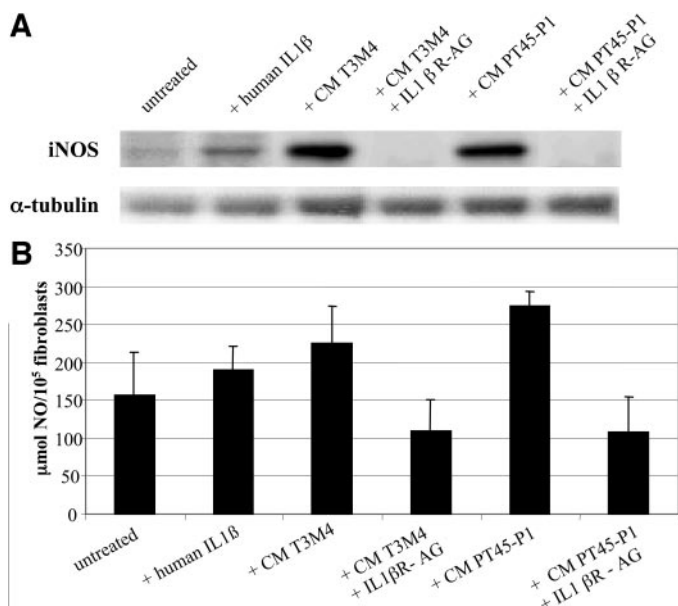 A
untreated
+ human IL1β
+ CM T3M4
+ CM T3M4
+ IL1 β R-AG
+ CM PT45-P1
+ CM PT45-P1
+ IL1 β R-AG
iNOS
α-tubulin
B
350
300
250
200
150
100
50
0
μmol NO/10⁵ fibroblasts
untreated
+ human IL1β
+ CM T3M4
+ CM T3M4
+ IL1βR- AG
+ CM PT45-P1
+ CM PT45-P1
+ IL1 βR - AG